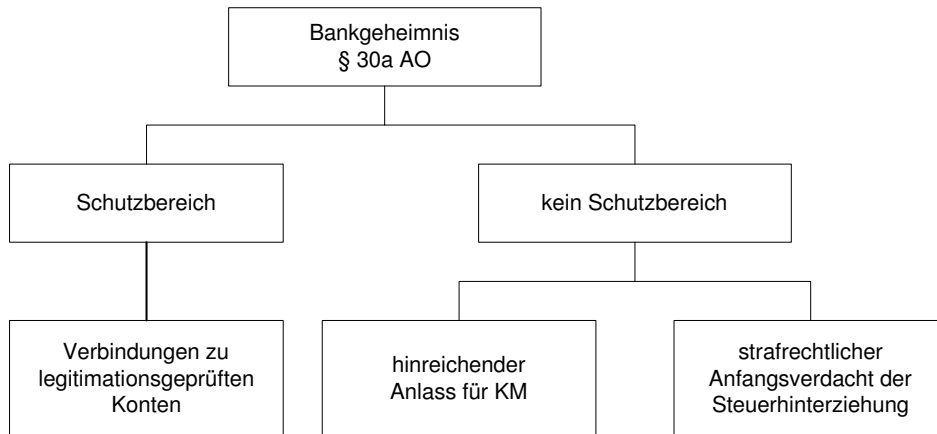 Bankgeheimnis
§ 30a AO
Schutzbereich
kein Schutzbereich
Verbindungen zu
legitimationsgeprüften
Konten
hinreichender
Anlass für KM
strafrechtlicher
Anfangsverdacht der
Steuerhinterziehung